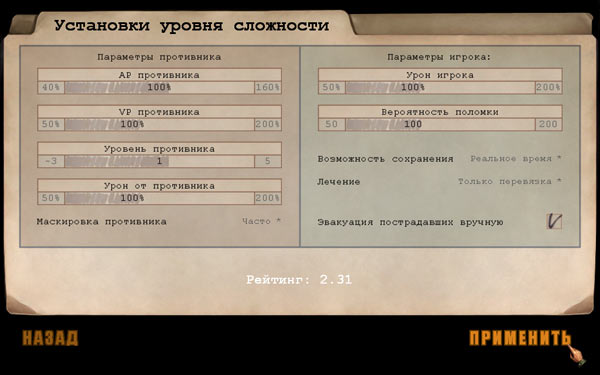 Установки уровня сложности
Параметры противника
AP противника
40% 100% 160%
VP противника
50% 100% 200%
Уровень противника
-3 1 5
Урон от противника
50% 100% 200%
Маскировка противника Часто *
Параметры игрока:
Урон игрока
50% 100% 200%
Вероятность поломки
50 100 200
Возможность сохранения Реальное время *
Лечение Только перевязка *
Эвакуация пострадавших вручную
Рейтинг: 2.31
НАЗАД ПРИМЕНИТЬ